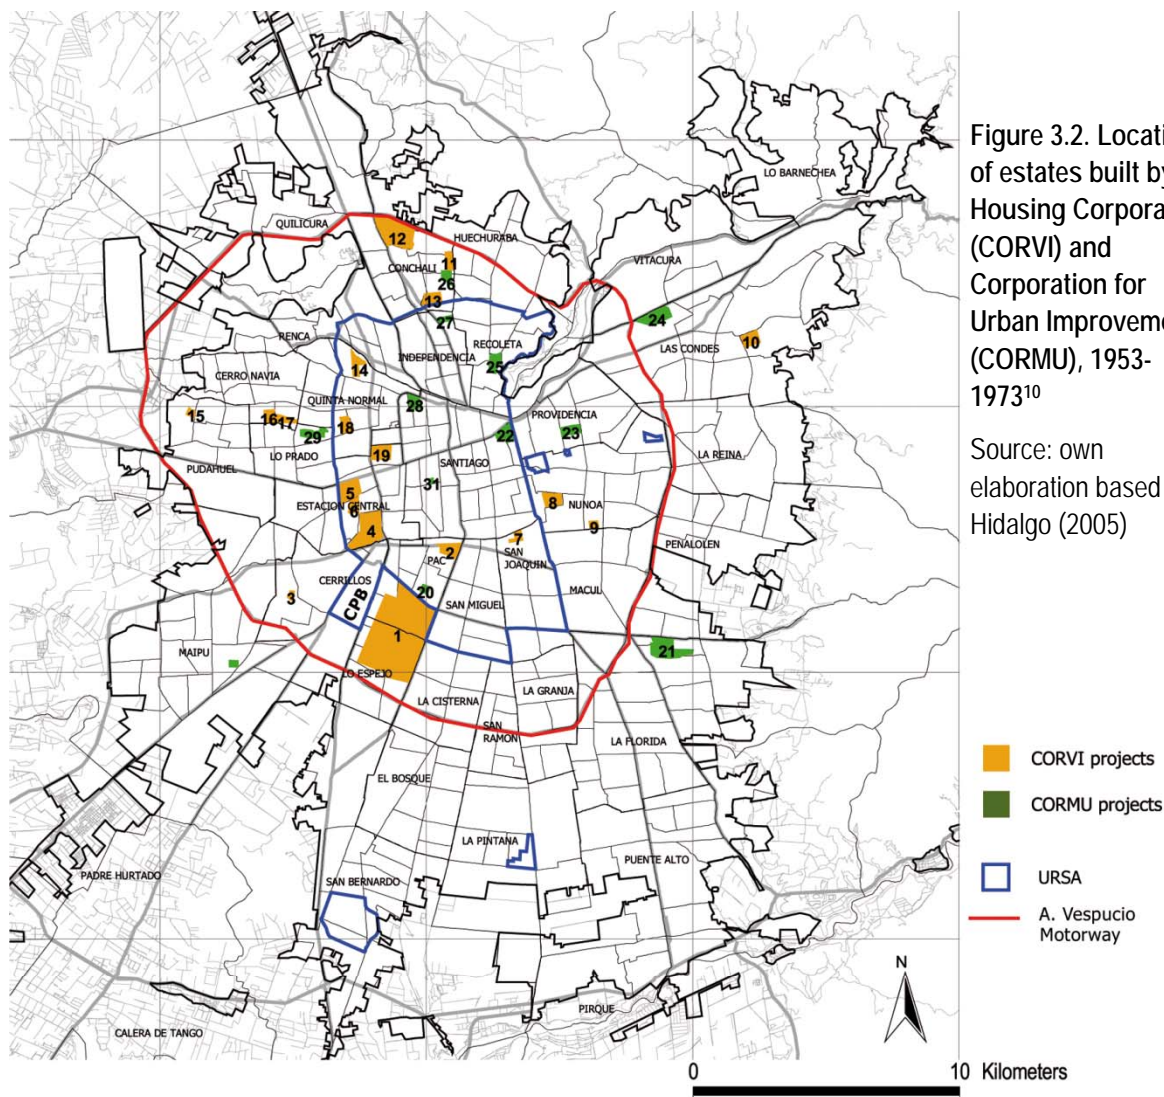 LO BARNECHEA
QUILICURA
12
HUECHURABA
11
CONCHALI
26
VITACURA
13
27
24
RENCA
RECOLETA
INDEPENDENCIA
10
LAS CONDES
25
14
CERRO NAVIA
QUINTA NORMAL
28
15
16
17
18
PROVIDENCIA
29
22
23
LO PRADO
19
LA REINA
SANTIAGO
PUDAHUEL
31
5
ESTACION CENTRAL
6
8
NUNOA
4
9
7
PENALOLEN
2
SAN
JOAQUIN
PAC
CERRILLOS
MACUL
3
CPB
20
SAN MIGUEL
1
21
MAIPU
LO ESPEJO
LA CISTERNA
LA GRANJA
SAN
RAMON
LA FLORIDA
EL BOSQUE
LA PINTANA
PUENTE ALTO
PADRE HURTADO
SAN BERNARDO
PIRQUE
CALERA DE TANGO
N
0 10 Kilometers
Figure 3.2. Locati
of estates built by
Housing Corpora
(CORVI) and
Corporation for
Urban Improveme
(CORMU), 1953-
1973¹⁰
Source: own
elaboration based
Hidalgo (2005)
CORVI projects
CORMU projects
URSA
A. Vespucio
Motorway